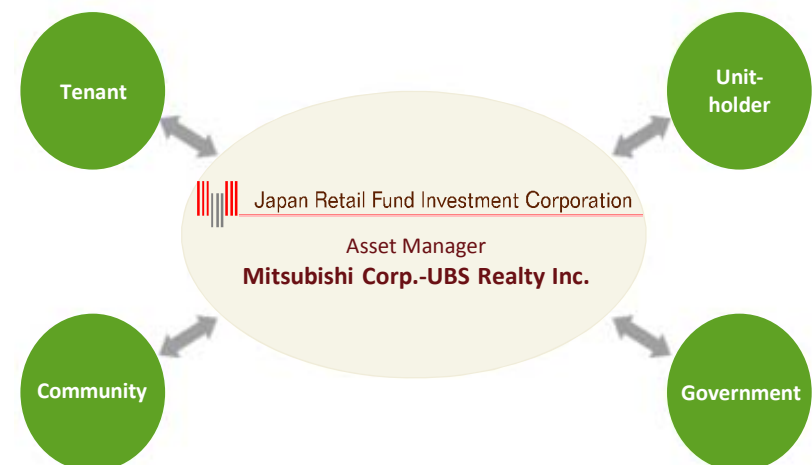 Tenant
Unit-
holder
Japan Retail Fund Investment Corporation
Asset Manager
Mitsubishi Corp.-UBS Realty Inc.
Community
Government